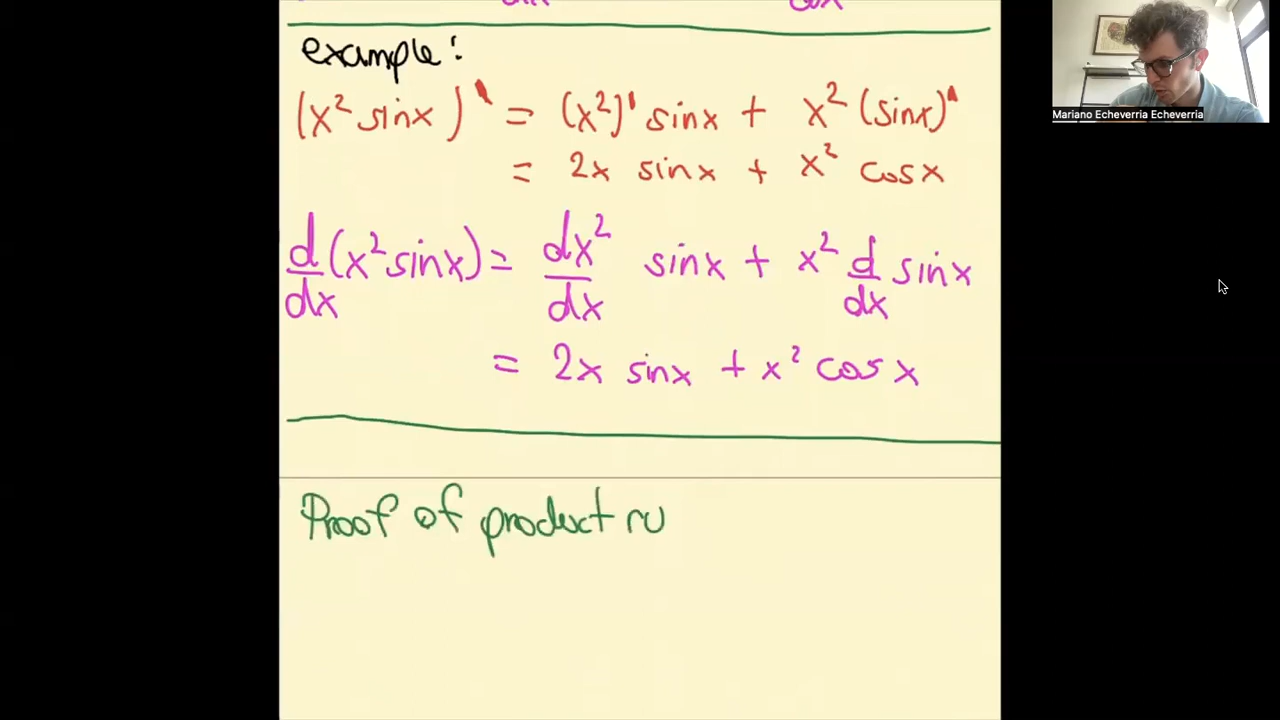 example:
(x² sinx)' = (x²)' sinx + x² (sinx)'
= 2x sinx + x² cosx
d/dx (x² sinx) = dx²/dx sinx + x² d/dx sinx
= 2x sinx + x² cos x
Proof of product ru
Mariano Echeverria Echeverria